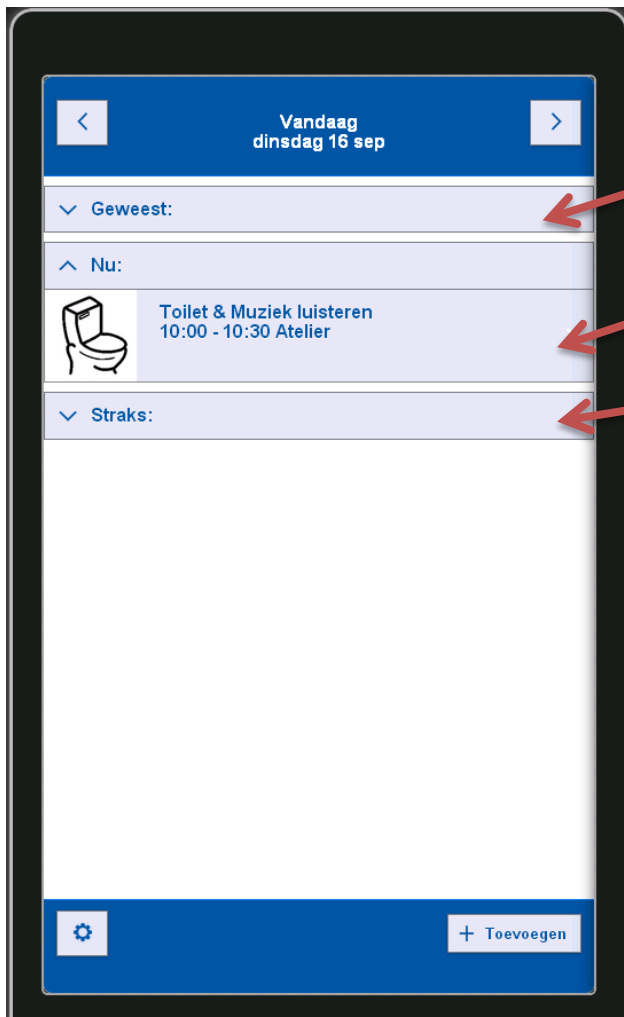 Vandaag
dinsdag 16 sep
Geweest:
Nu:
Toilet & Muziek luisteren
10:00 - 10:30 Atelier
Straks:
+ Toevoegen